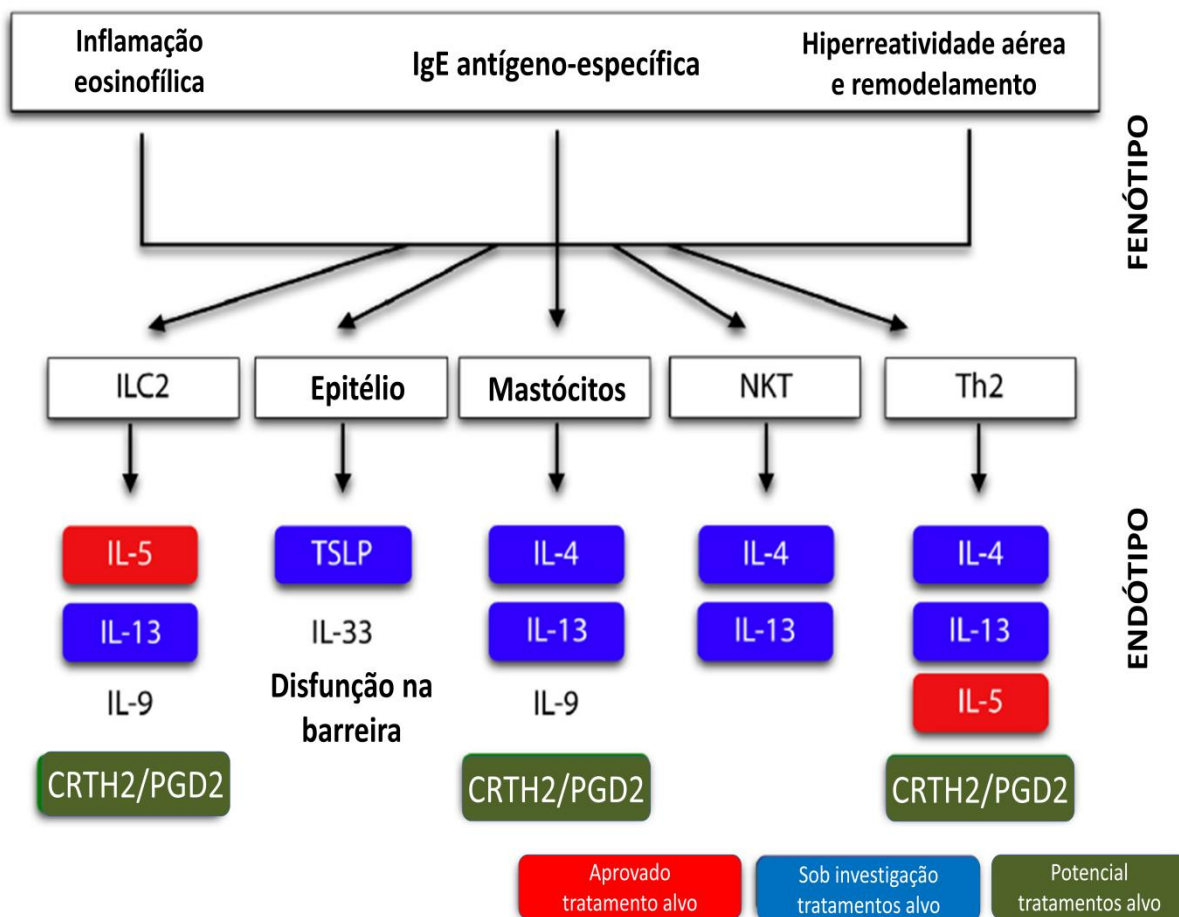 Inflamação
eosinofílica
IgE antígeno-específica
Hiperreatividade aérea
e remodelamento
FENÓTIPO
ILC2
Epitélio
Mastócitos
NKT
Th2
IL-5
TSLP
IL-4
IL-4
IL-4
IL-13
IL-33
IL-13
IL-13
IL-13
IL-9
Disfunção na
barreira
IL-9
IL-5
CRTH2/PGD2
CRTH2/PGD2
CRTH2/PGD2
ENDÓTIPO
Aprovado
tratamento alvo
Sob investigação
tratamentos alvo
Potencial
tratamentos alvo